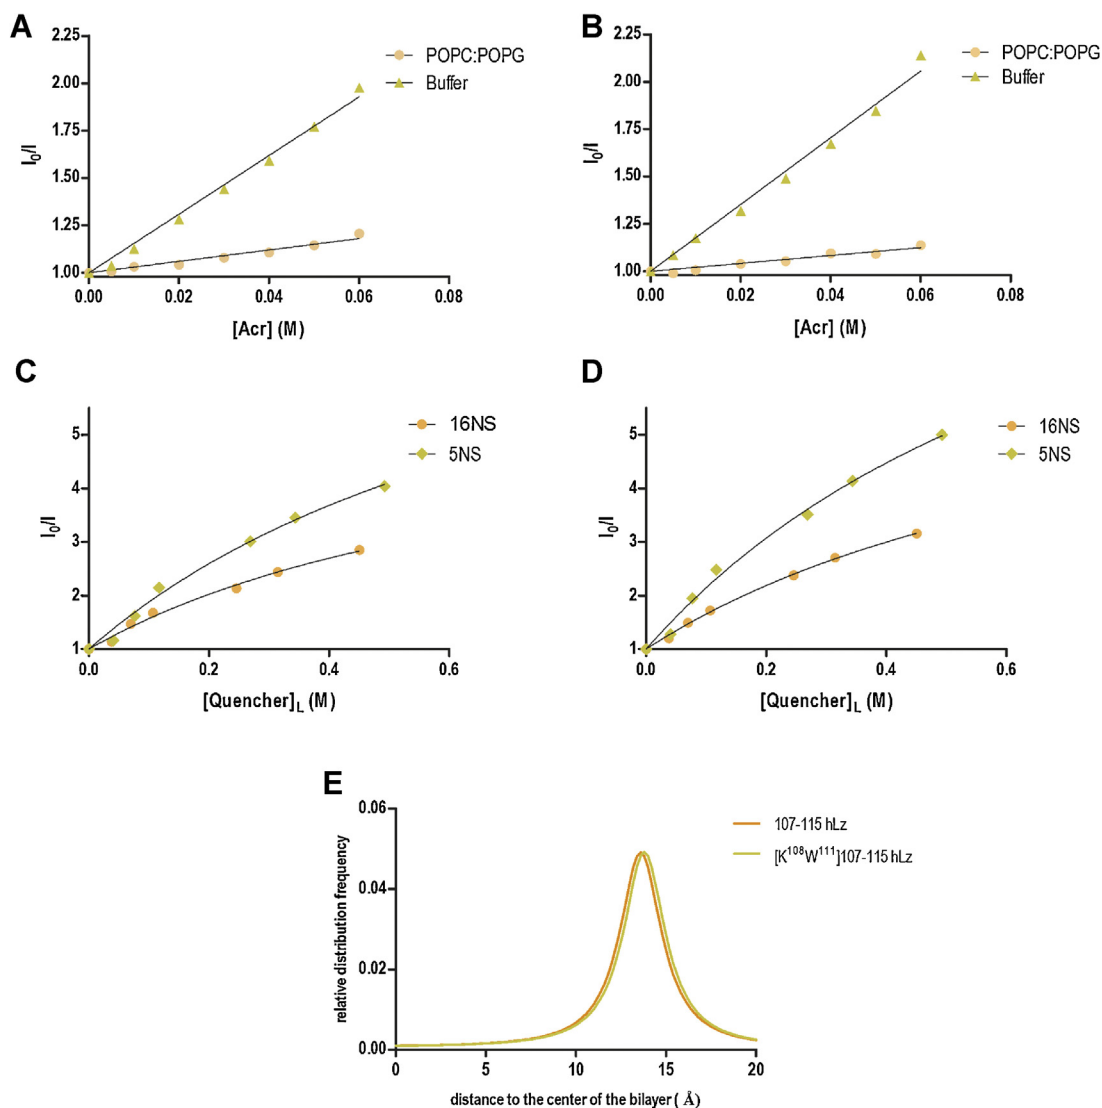 A
2.25
2.00
1.75
1.50
1.25
1.00
I₀/I
0.00 0.02 0.04 0.06 0.08
[Acr] (M)
POPC:POPG
Buffer
B
2.25
2.00
1.75
1.50
1.25
1.00
I₀/I
0.00 0.02 0.04 0.06 0.08
[Acr] (M)
POPC:POPG
Buffer
C
5
4
3
2
1
I₀/I
0.0 0.2 0.4 0.6
[Quencher]L (M)
16NS
5NS
D
5
4
3
2
1
I₀/I
0.0 0.2 0.4 0.6
[Quencher]L (M)
16NS
5NS
E
0.06
0.04
0.02
0.00
relative distribution frequency
0 5 10 15 20
distance to the center of the bilayer ( Å)
107-115 hLz
[K¹⁰⁸W¹¹¹]107-115 hLz